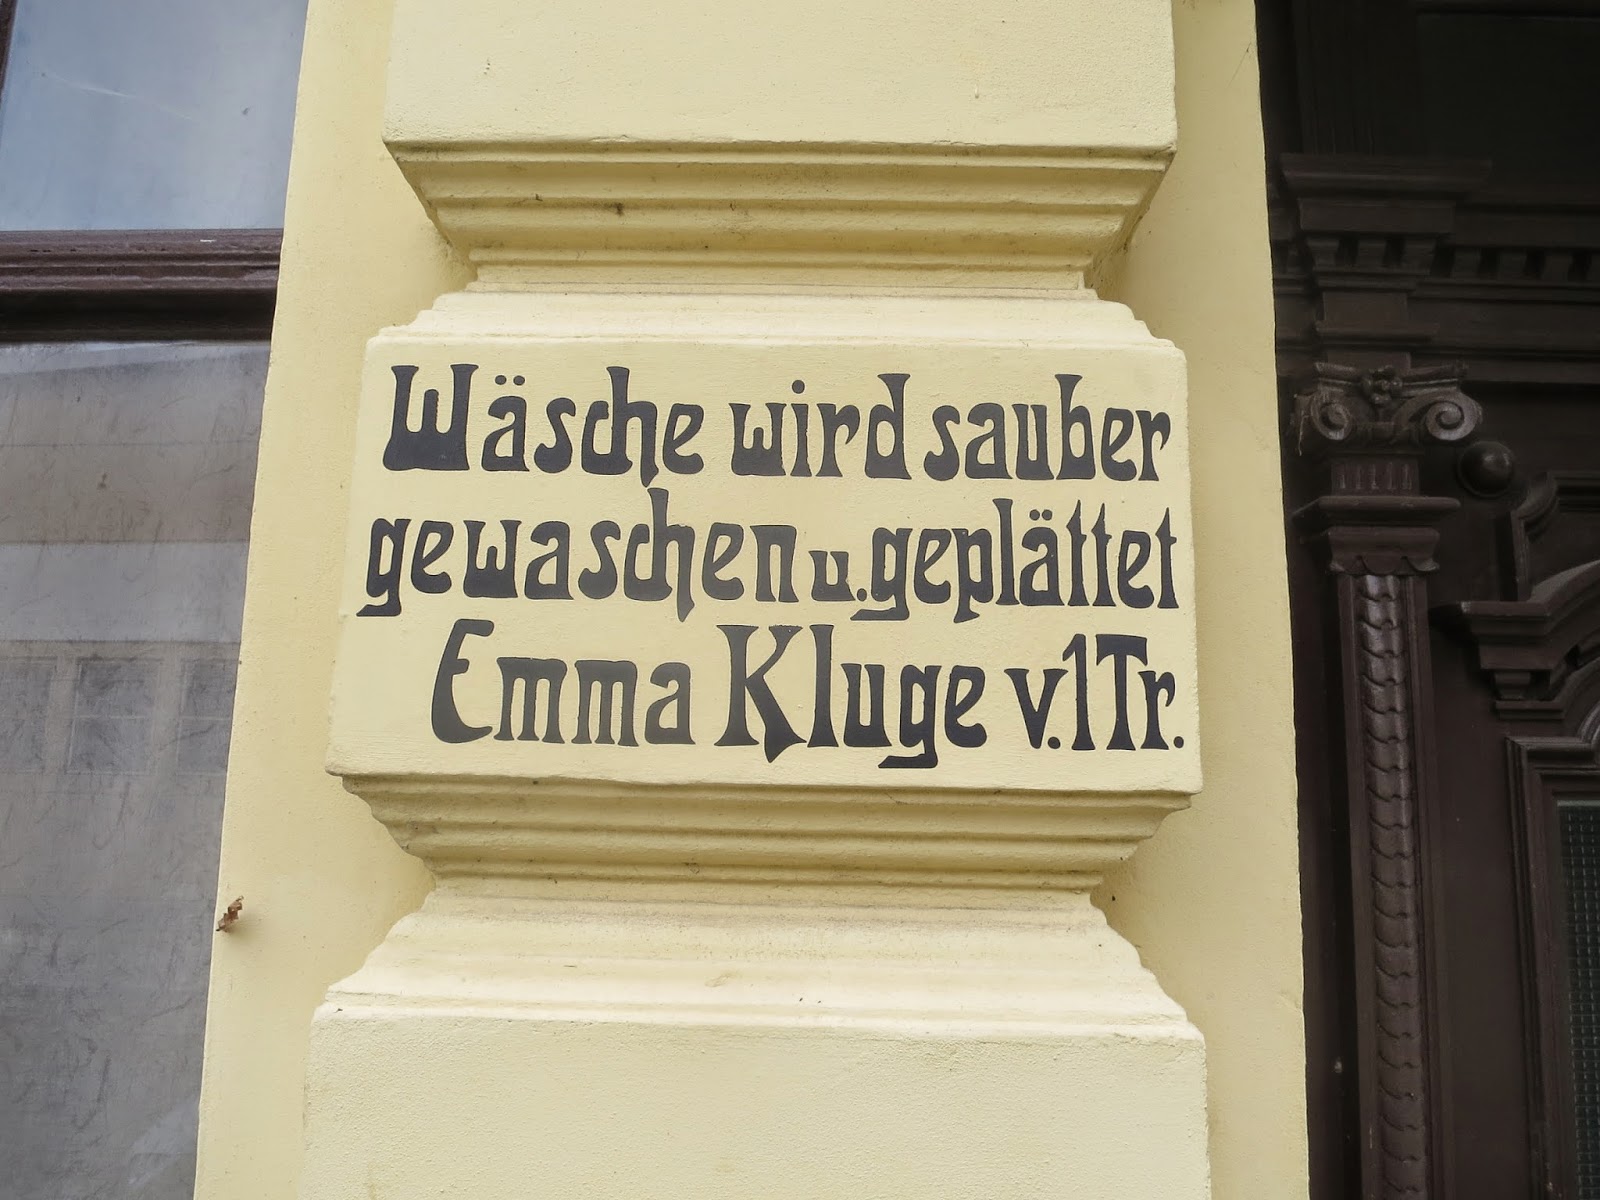 Wäsche wird sauber
gewaschen u. geplättet
Emma Kluge v. 1 Tr.